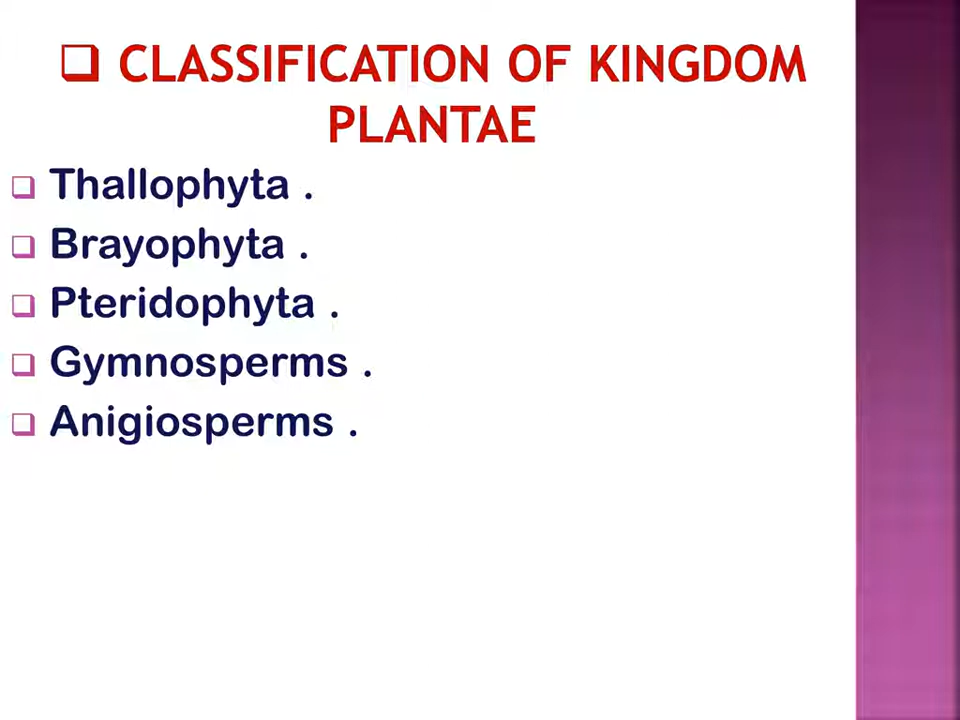 ❑ CLASSIFICATION OF KINGDOM
PLANTAE
❑ Thallophyta .
❑ Brayophyta .
❑ Pteridophyta .
❑ Gymnosperms .
❑ Anigiosperms .